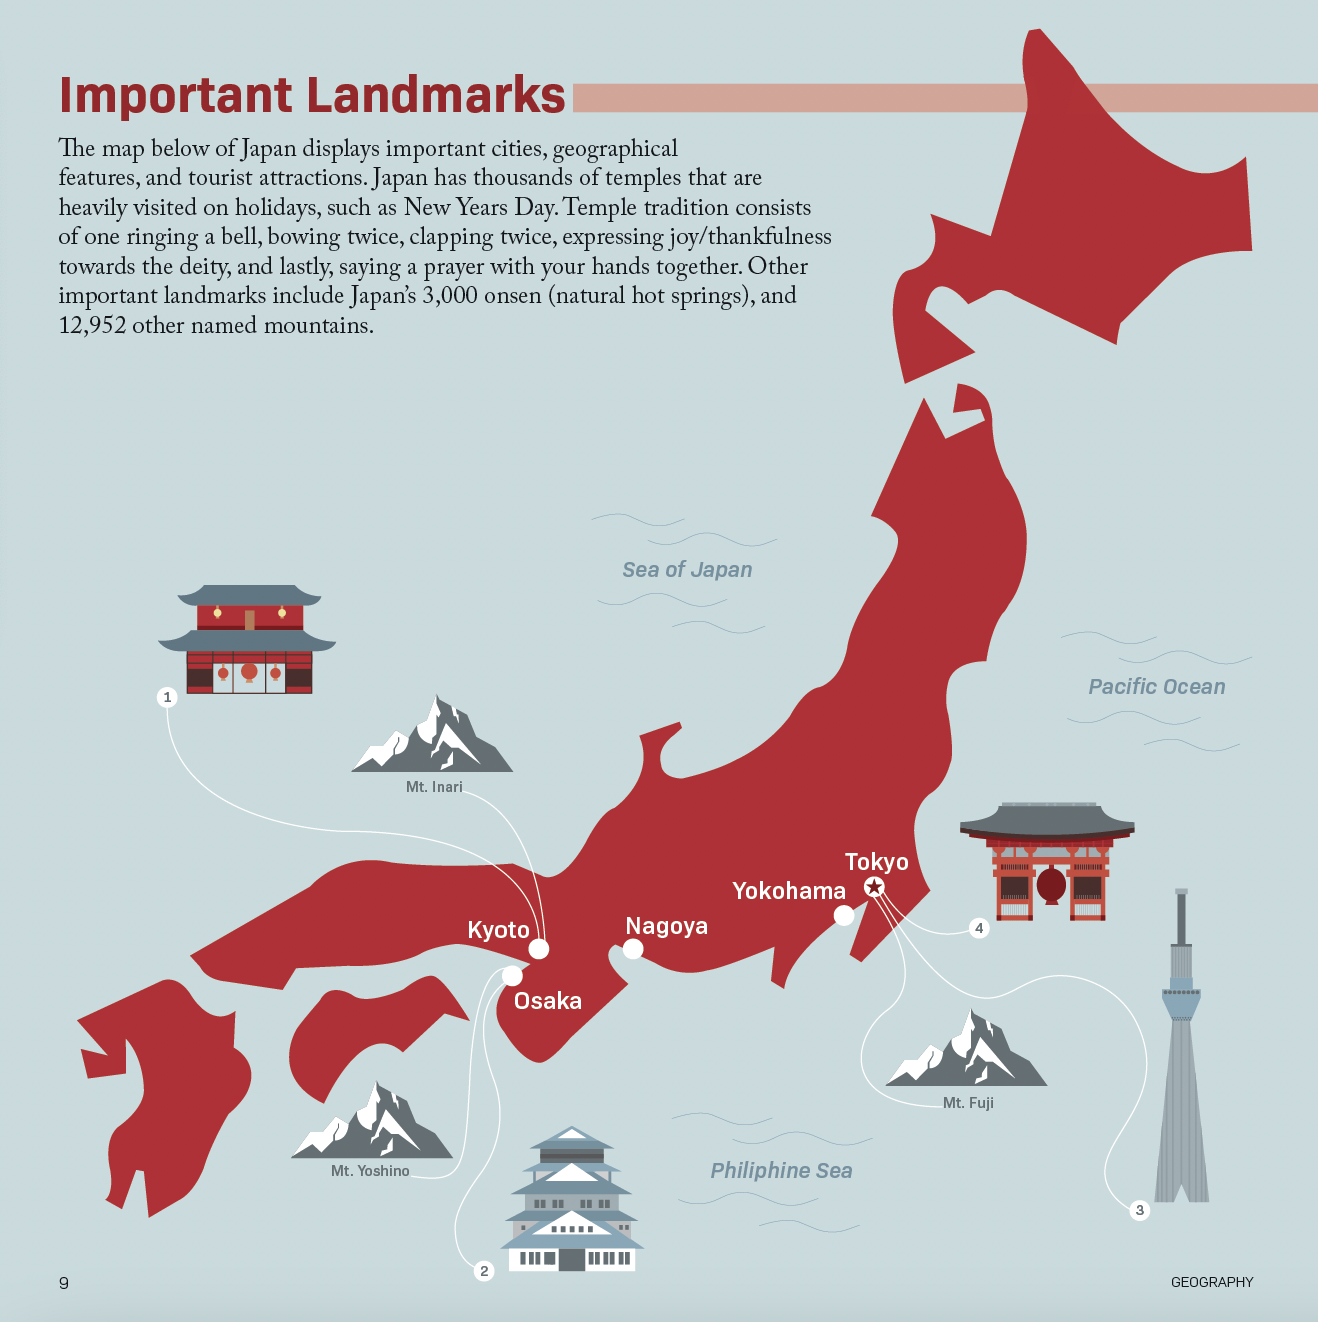 Important Landmarks
The map below of Japan displays important cities, geographical
features, and tourist attractions. Japan has thousands of temples that are
heavily visited on holidays, such as New Years Day. Temple tradition consists
of one ringing a bell, bowing twice, clapping twice, expressing joy/thankfulness
towards the deity, and lastly, saying a prayer with your hands together. Other
important landmarks include Japan’s 3,000 onsen (natural hot springs), and
12,952 other named mountains.
Sea of Japan
Pacific Ocean
1
Mt. Inari
Tokyo
Yokohama
Kyoto
Nagoya
4
Osaka
Mt. Fuji
Mt. Yoshino
Philiphine Sea
3
2
9
GEOGRAPHY